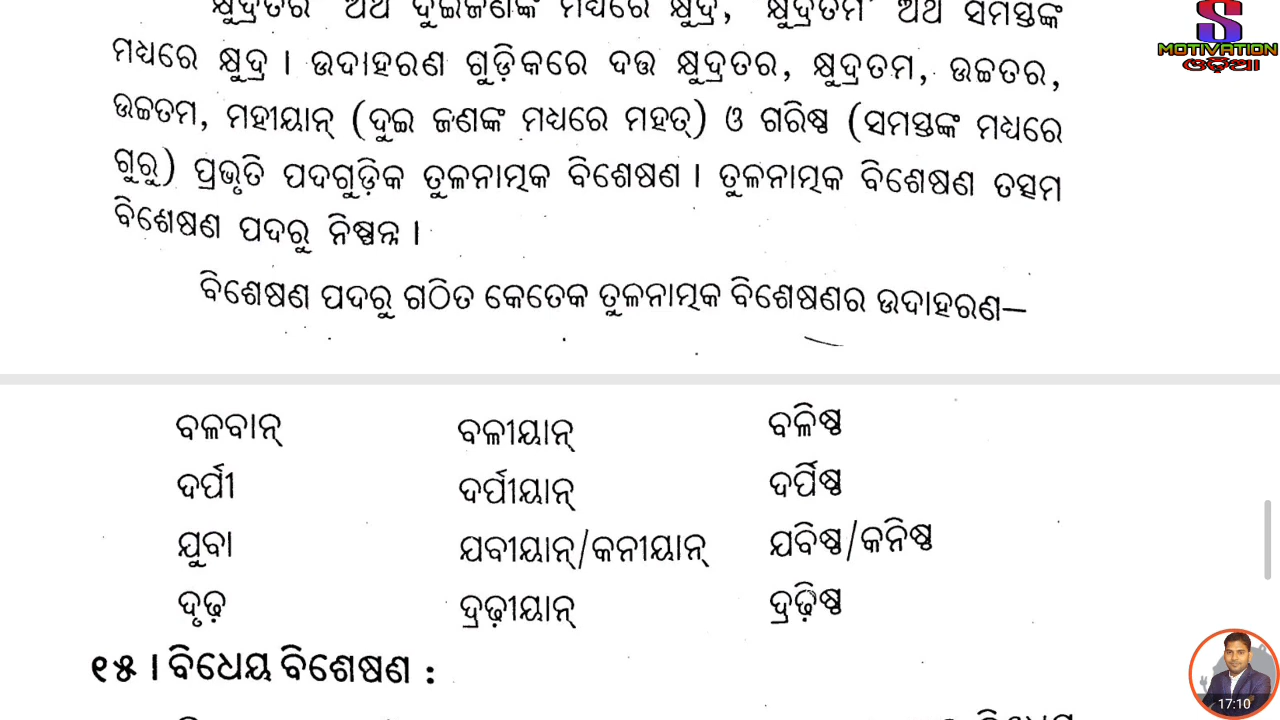 କ୍ଷୁଦ୍ରତର ଅର୍ଥ ଦୁଇଜଣଙ୍କ ମଧ୍ୟରେ କ୍ଷୁଦ୍ର, କ୍ଷୁଦ୍ରତମ ଅର୍ଥ ସମସ୍ତଙ୍କ
ମଧ୍ୟରେ କ୍ଷୁଦ୍ର । ଉଦାହରଣ ଗୁଡ଼ିକରେ ଦତ୍ତ କ୍ଷୁଦ୍ରତର, କ୍ଷୁଦ୍ରତମ, ଉଚ୍ଚତର,
ଉଚ୍ଚତମ, ମହୀୟାନ୍ (ଦୁଇ ଜଣଙ୍କ ମଧ୍ୟରେ ମହତ୍) ଓ ଗରିଷ୍ଠ (ସମସ୍ତଙ୍କ ମଧ୍ୟରେ
ଗୁରୁ) ପ୍ରଭୃତି ପଦଗୁଡ଼ିକ ତୁଳନାତ୍ମକ ବିଶେଷଣ । ତୁଳନାତ୍ମକ ବିଶେଷଣ ତତ୍ସମ
ବିଶେଷଣ ପଦରୁ ନିଷ୍ପନ୍ନ ।
ବିଶେଷଣ ପଦରୁ ଗଠିତ କେତେକ ତୁଳନାତ୍ମକ ବିଶେଷଣର ଉଦାହରଣ–
ବଳବାନ୍ ବଳୀୟାନ୍ ବଳିଷ୍ଠ
ଦର୍ପୀ ଦର୍ପୀୟାନ୍ ଦର୍ପିଷ୍ଠ
ଯୁବା ଯବୀୟାନ୍/କନୀୟାନ୍ ଯବିଷ୍ଠ/କନିଷ୍ଠ
ଦୃଢ଼ ଦ୍ରଢ଼ୀୟାନ୍ ଦ୍ରଢ଼ିଷ୍ଠ
୧୫ । ବିଧେୟ ବିଶେଷଣ :
S
MOTIVATION
ଓଡ଼ିଆ
17:10